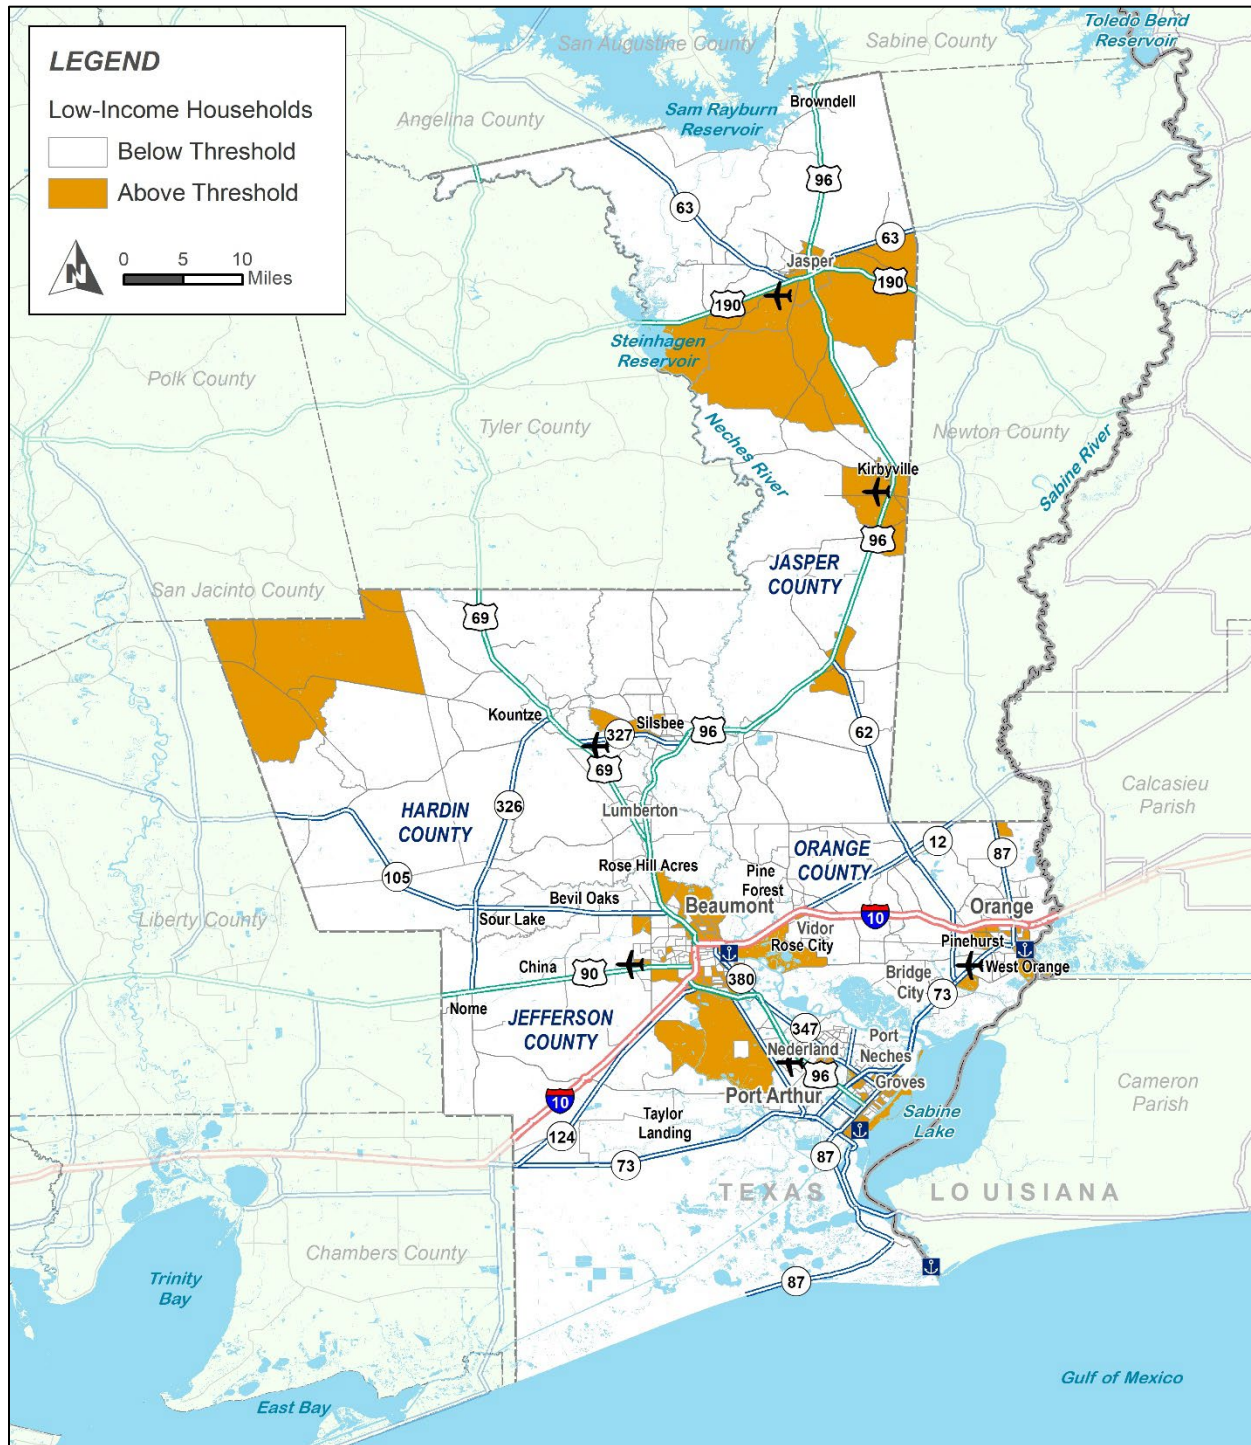 Toledo Bend
Reservoir
San Augustine County
Sabine County
LEGEND
Low-Income Households
Below Threshold
Above Threshold
N
0 5 10
Miles
Angelina County
Sam Rayburn
Reservoir
Browndell
96
63
63
Jasper
190
190
Steinhagen
Reservoir
Polk County
Tyler County
Neches River
Newton County
Sabine River
Kirbyville
96
JASPER
COUNTY
San Jacinto County
69
Kountze
Silsbee
327
96
62
69
Calcasieu
Parish
HARDIN
COUNTY
326
Lumberton
ORANGE
COUNTY
12
87
105
Rose Hill Acres
Pine
Forest
Bevil Oaks
Beaumont
Orange
Liberty County
Sour Lake
10
Vidor
Rose City
Pinehurst
China
90
West Orange
Bridge
City
380
73
Nome
JEFFERSON
COUNTY
347
Port
Neches
Nederland
96
Groves
Port Arthur
Cameron
Parish
10
Taylor
Landing
Sabine
Lake
124
73
87
TEXAS
LOUISIANA
Chambers County
Trinity
Bay
87
Gulf of Mexico
East Bay